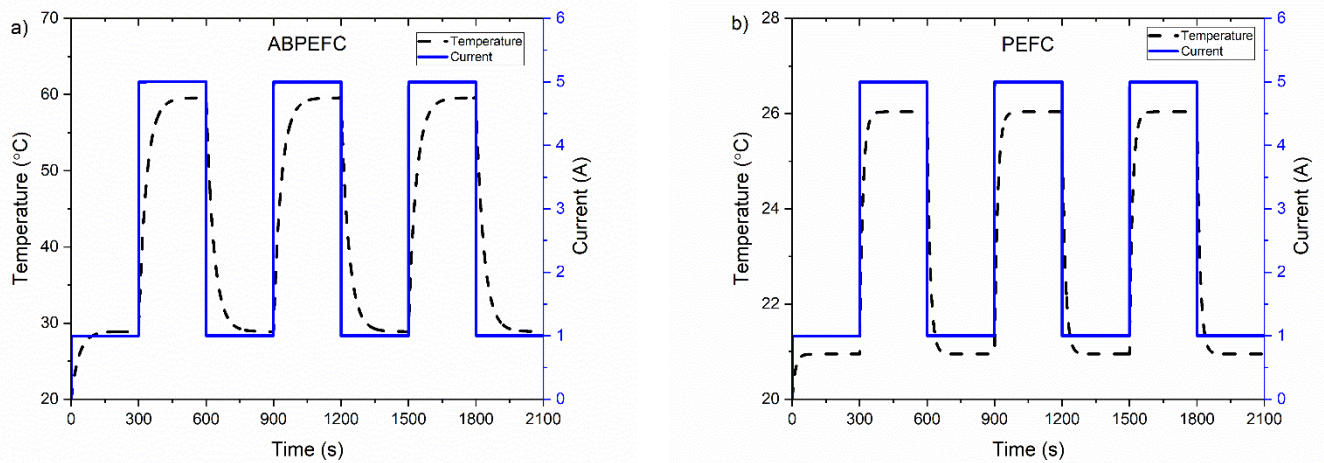 a)
ABPEFC
Temperature
Current
Temperature (°C)
70
60
50
40
30
20
Current (A)
6
5
4
3
2
1
0
0 300 600 900 1200 1500 1800 2100
Time (s)
b)
PEFC
Temperature
Current
Temperature (°C)
28
26
24
22
20
Current (A)
6
5
4
3
2
1
0
0 300 600 900 1200 1500 1800 2100
Time (s)